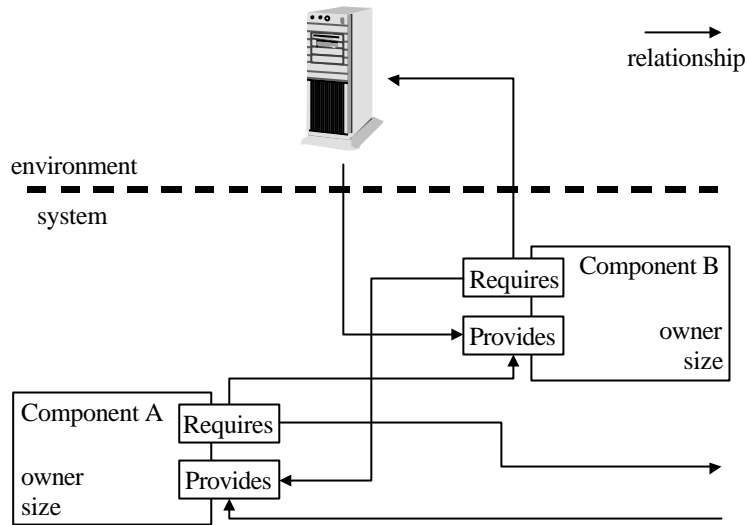 relationship
environment
system
Requires
Component B
Provides
owner
size
Component A
Requires
owner
size
Provides